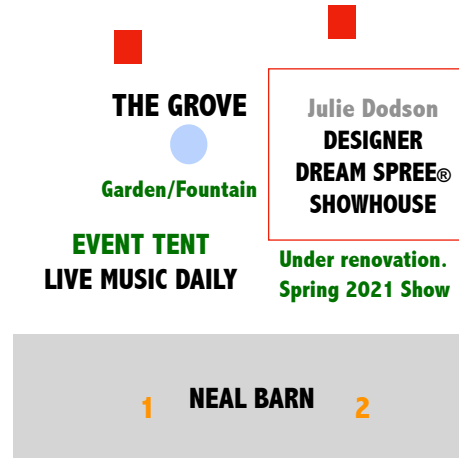 THE GROVE
Garden/Fountain
EVENT TENT
LIVE MUSIC DAILY
Julie Dodson
DESIGNER
DREAM SPREE®
SHOWHOUSE
Under renovation.
Spring 2021 Show
1 NEAL BARN 2